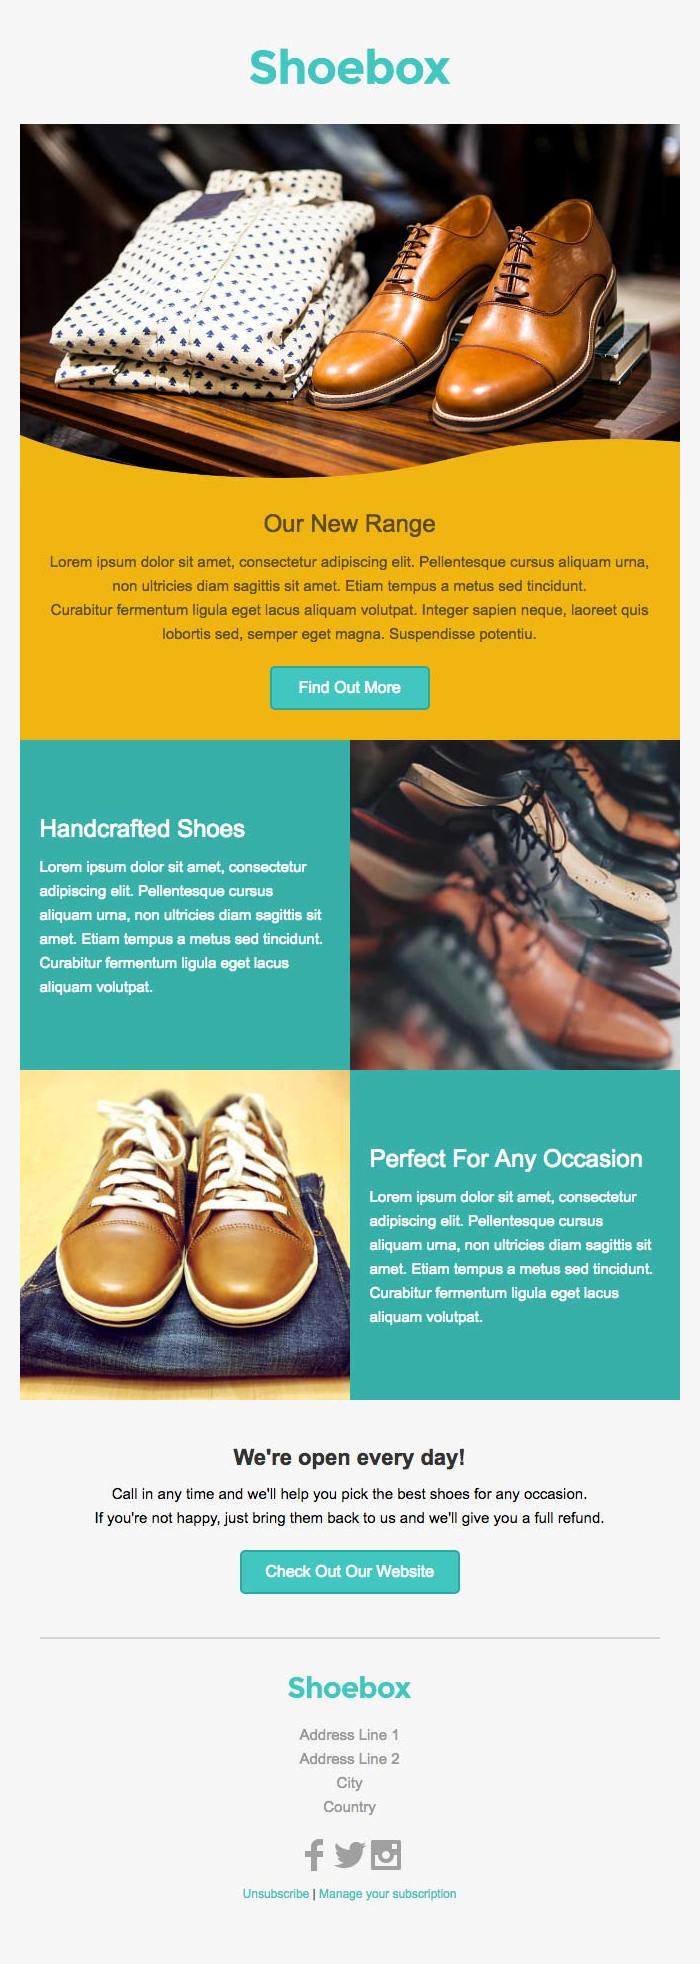 Shoebox
Our New Range
Lorem ipsum dolor sit amet, consectetur adipiscing elit. Pellentesque cursus aliquam urna,
non ultricies diam sagittis sit amet. Etiam tempus a metus sed tincidunt.
Curabitur fermentum ligula eget lacus aliquam volutpat. Integer sapien neque, laoreet quis
lobortis sed, semper eget magna. Suspendisse potentiu.
Find Out More
Handcrafted Shoes
Lorem ipsum dolor sit amet, consectetur
adipiscing elit. Pellentesque cursus
aliquam urna, non ultricies diam sagittis sit
amet. Etiam tempus a metus sed tincidunt.
Curabitur fermentum ligula eget lacus
aliquam volutpat.
Perfect For Any Occasion
Lorem ipsum dolor sit amet, consectetur
adipiscing elit. Pellentesque cursus
aliquam urna, non ultricies diam sagittis sit
amet. Etiam tempus a metus sed tincidunt.
Curabitur fermentum ligula eget lacus
aliquam volutpat.
We're open every day!
Call in any time and we'll help you pick the best shoes for any occasion.
If you're not happy, just bring them back to us and we'll give you a full refund.
Check Out Our Website
Shoebox
Address Line 1
Address Line 2
City
Country
Unsubscribe | Manage your subscription